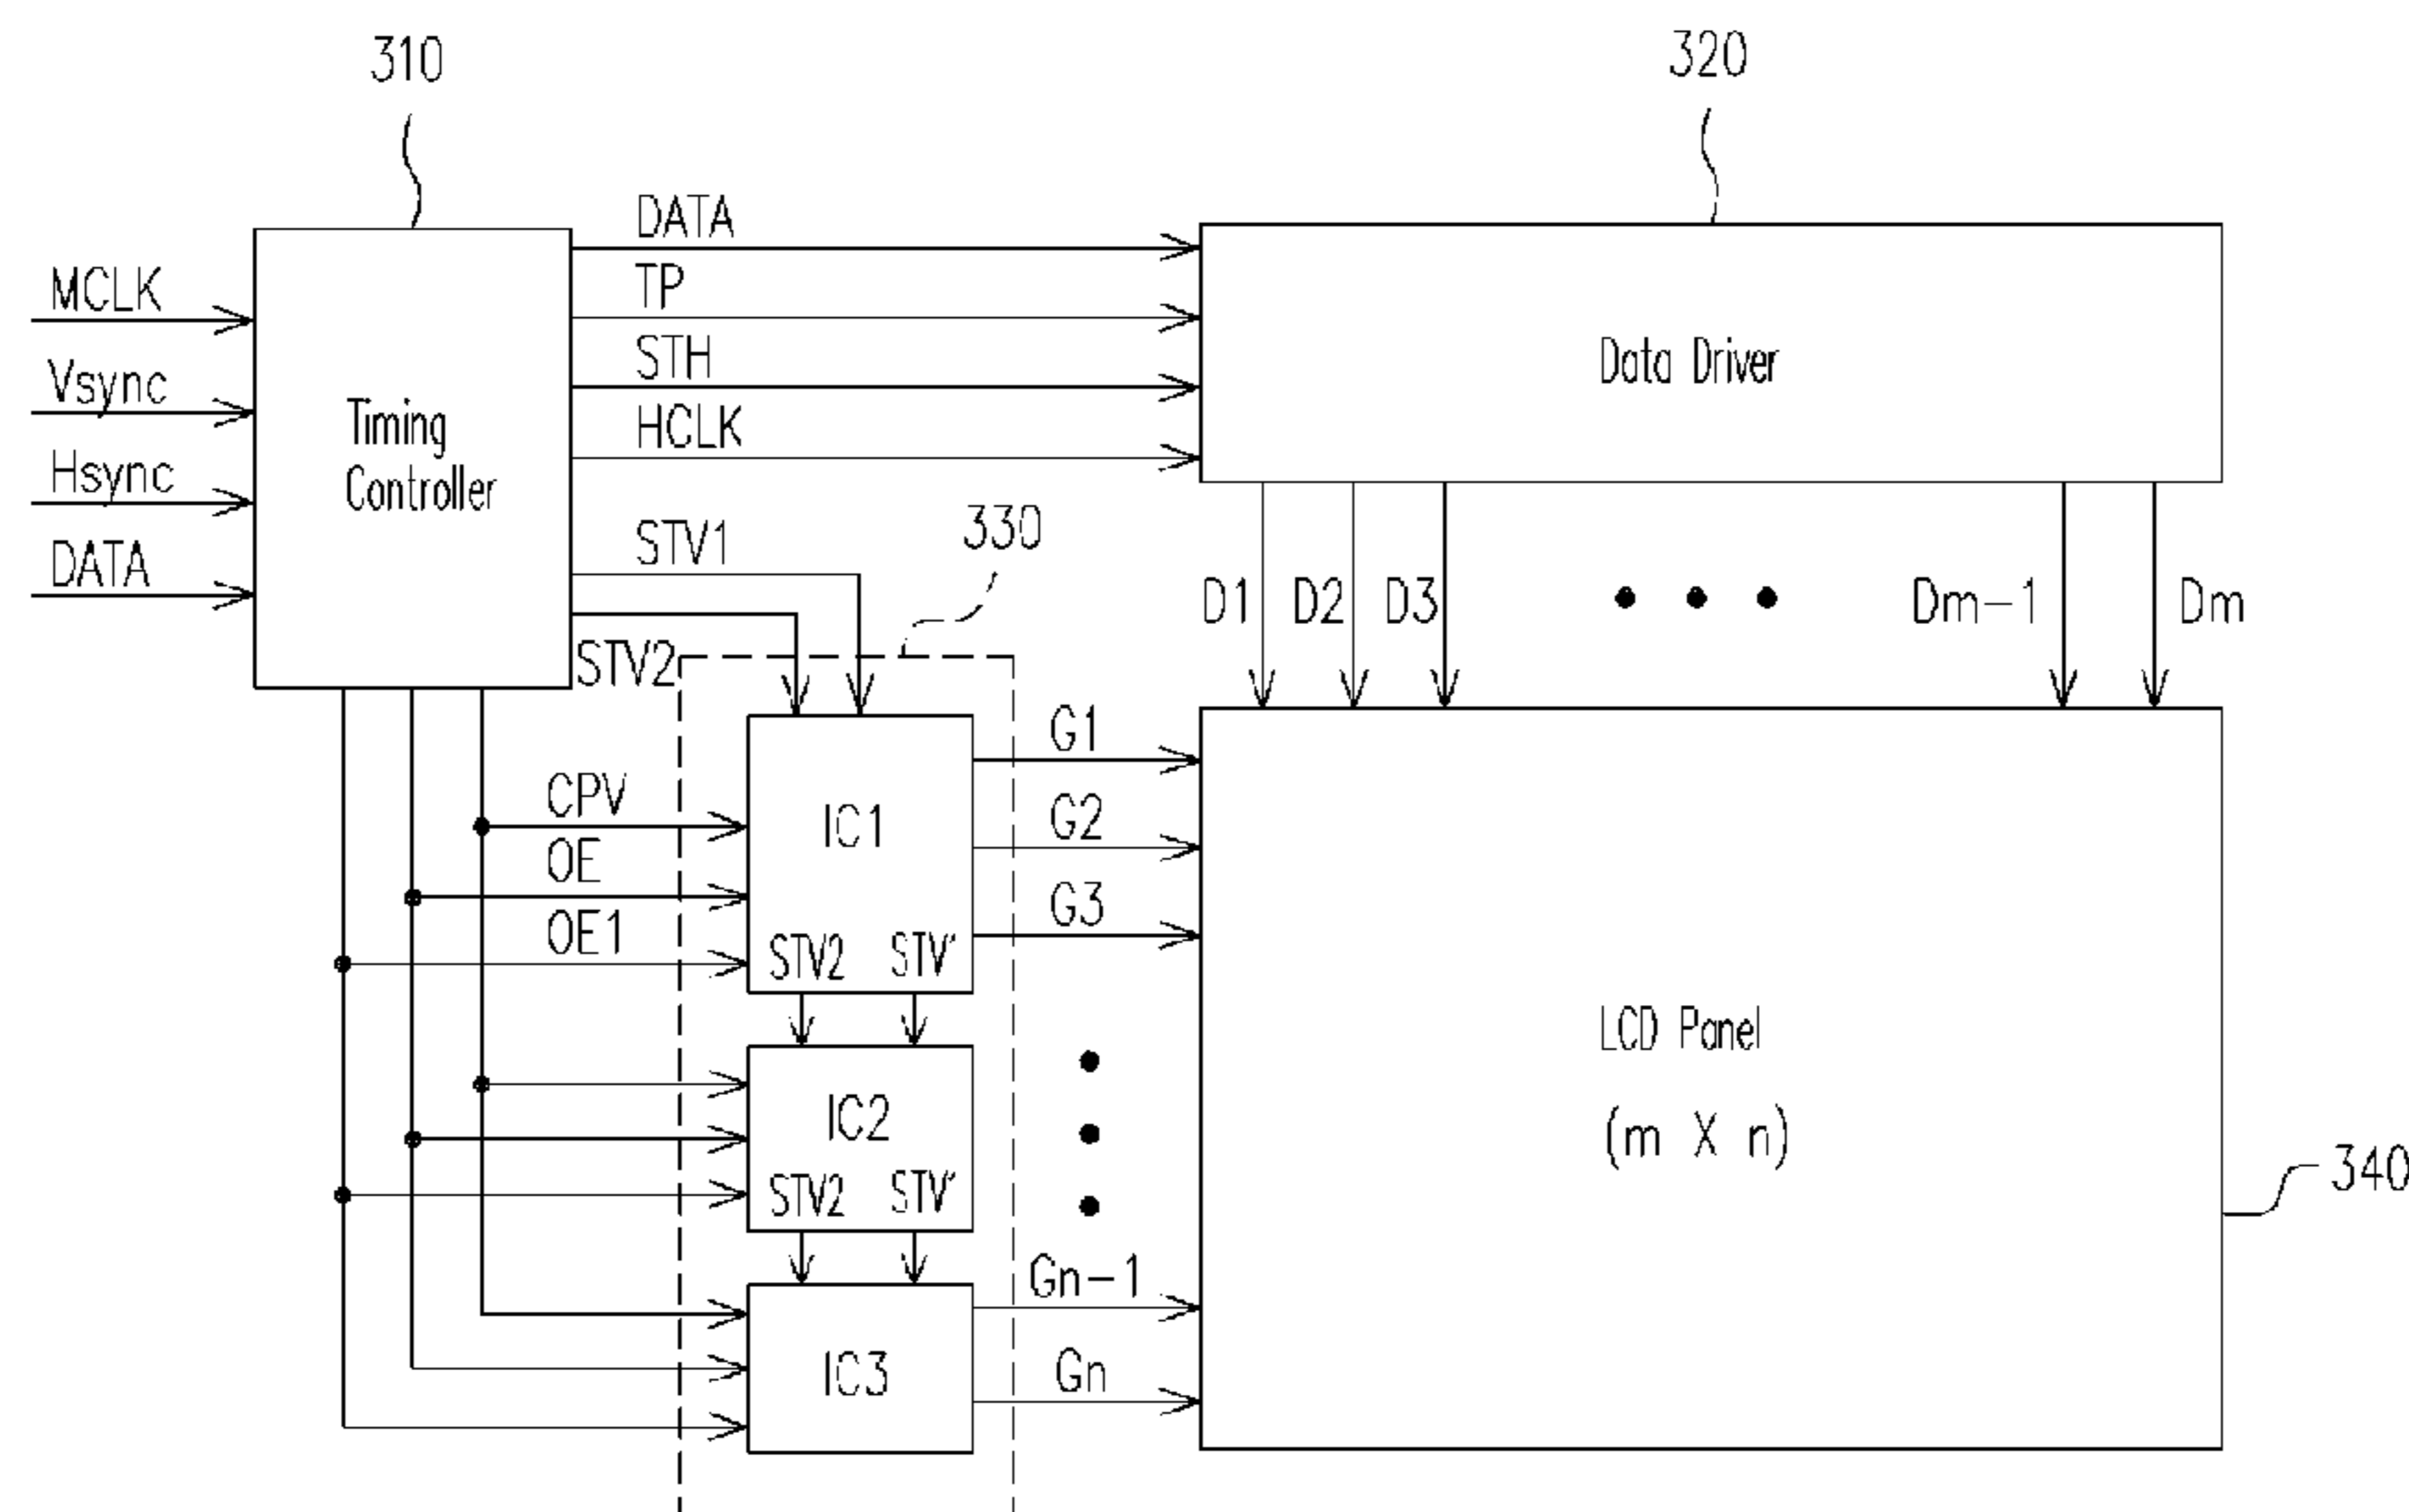 310
320
DATA
TP
STH
HCLK
MCLK
Vsync
Hsync
DATA
Timing
Controller
Data Driver
STV1
330
STV2
D1 D2 D3 Dm-1 Dm
CPV
OE
OE1
IC1
STV2 STV'
G1
G2
G3
IC2
STV2 STV'
IC3
Gn-1
Gn
LCD Panel
(m X n)
340